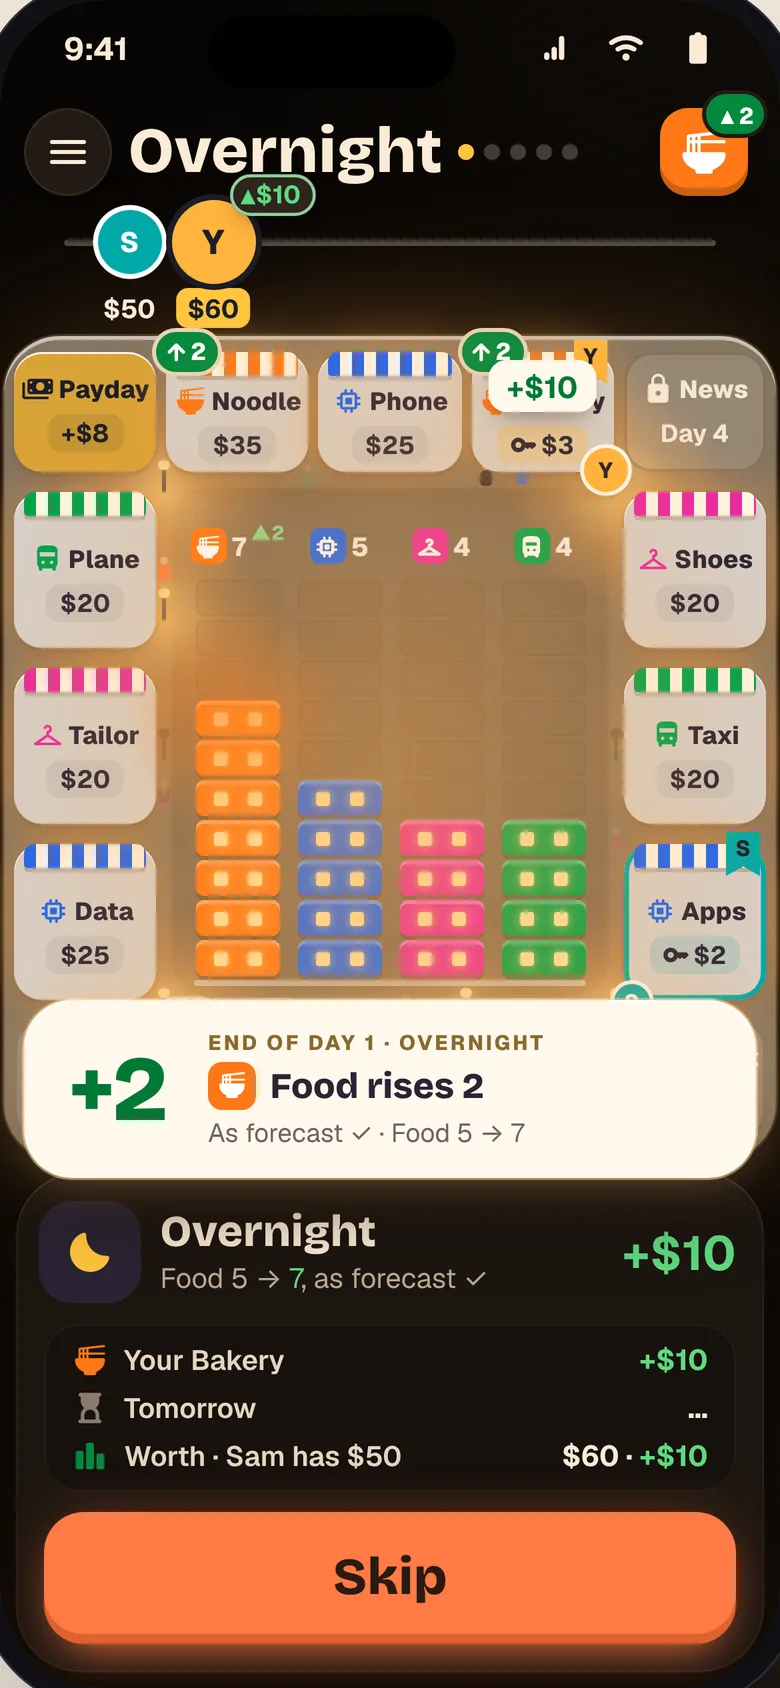 9:41
Overnight
▲2
▲$10
S
Y
$50
$60
↑2
↑2
Y
+$10
Payday
+$8
Noodle
$35
Phone
$25
y
$3
News
Day 4
Y
7 ▲2
5
4
4
Plane
$20
Shoes
$20
Tailor
$20
Taxi
$20
Data
$25
S
Apps
$2
+2
END OF DAY 1 · OVERNIGHT
Food rises 2
As forecast ✓ · Food 5 → 7
Overnight
Food 5 → 7, as forecast ✓
+$10
Your Bakery +$10
Tomorrow ...
Worth · Sam has $50 $60 · +$10
Skip